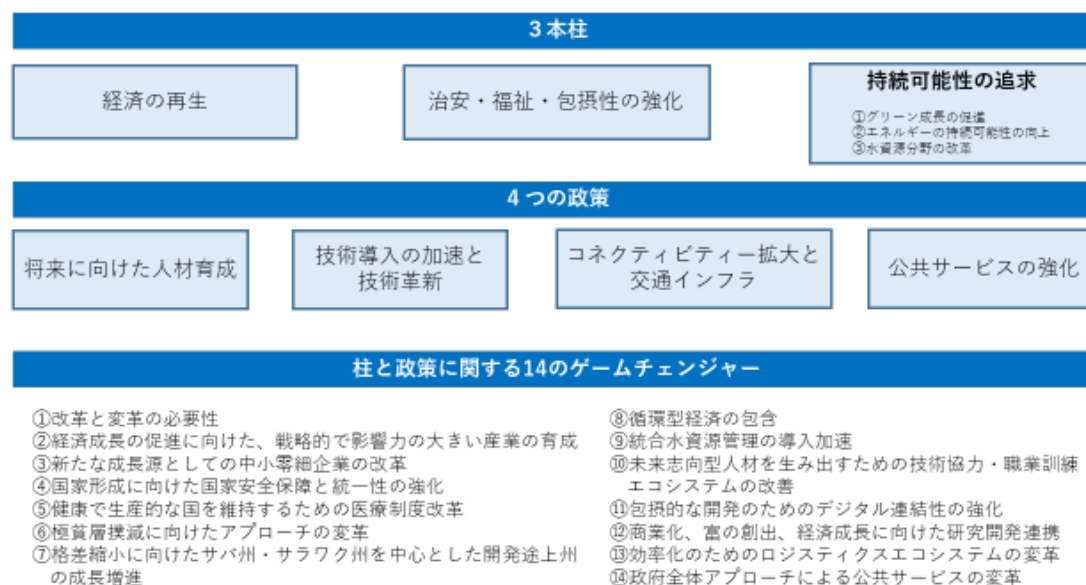 3本柱
経済の再生
治安・福祉・包摂性の強化
持続可能性の追求
①グリーン成長の促進
②エネルギーの持続可能性の向上
③水資源分野の改革
4つの政策
将来に向けた人材育成
技術導入の加速と
技術革新
コネクティビティー拡大と
交通インフラ
公共サービスの強化
柱と政策に関する14のゲームチェンジャー
①改革と変革の必要性
②経済成長の促進に向けた、戦略的で影響力の大きい産業の育成
③新たな成長源としての中小零細企業の改革
④国家形成に向けた国家安全保障と統一性の強化
⑤健康で生産的な国を維持するための医療制度改革
⑥極貧層撲滅に向けたアプローチの変革
⑦格差縮小に向けたサバ州・サラワク州を中心とした開発途上州
の成長増進
⑧循環型経済の包含
⑨統合水資源管理の導入加速
⑩未来志向型人材を生み出すための技術協力・職業訓練
エコシステムの改善
⑪包摂的な開発のためのデジタル連結性の強化
⑫商業化、富の創出、経済成長に向けた研究開発連携
⑬効率化のためのロジスティクスエコシステムの変革
⑭政府全体アプローチによる公共サービスの変革